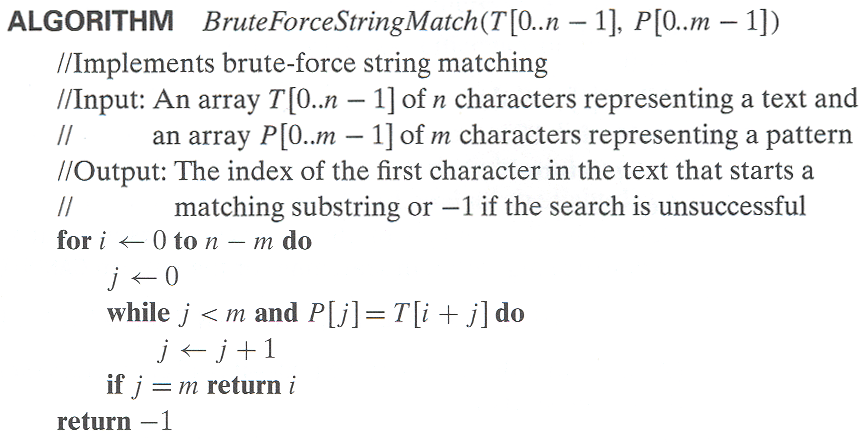 ALGORITHM BruteForceStringMatch(T[0..n − 1], P[0..m − 1])
//Implements brute-force string matching
//Input: An array T[0..n − 1] of n characters representing a text and
// an array P[0..m − 1] of m characters representing a pattern
//Output: The index of the first character in the text that starts a
// matching substring or −1 if the search is unsuccessful
for i ← 0 to n − m do
j ← 0
while j < m and P[j] = T[i + j] do
j ← j + 1
if j = m return i
return −1